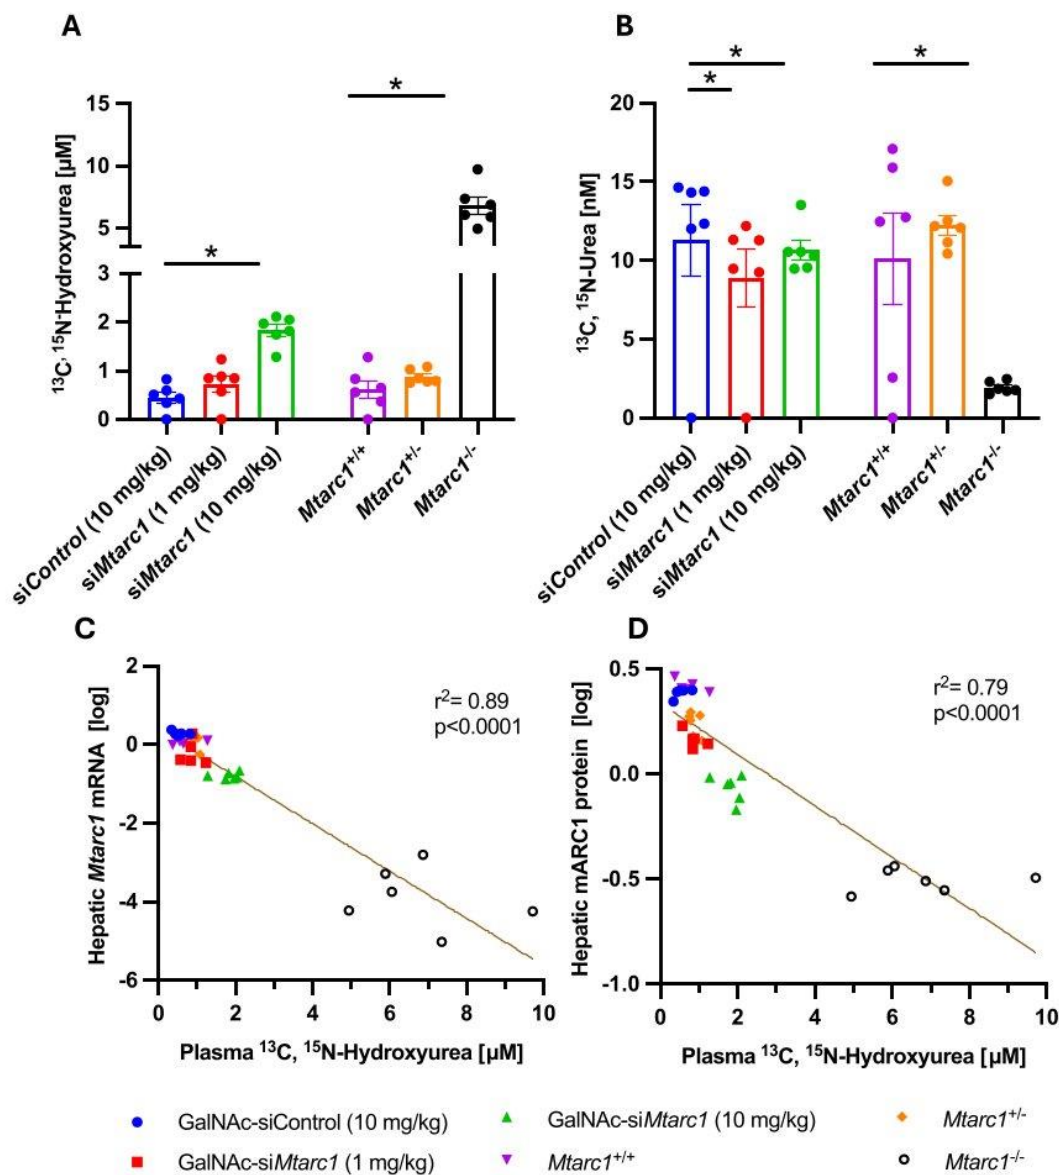 A
*
*
15
10
5
3
2
1
0
¹³C, ¹⁵N-Hydroxyurea [µM]
siControl (10 mg/kg)
siMtarc1 (1 mg/kg)
siMtarc1 (10 mg/kg)
Mtarc1⁺/⁺
Mtarc1⁺/⁻
Mtarc1⁻/⁻
B
*
*
*
20
15
10
5
0
¹³C, ¹⁵N-Urea [nM]
siControl (10 mg/kg)
siMtarc1 (1 mg/kg)
siMtarc1 (10 mg/kg)
Mtarc1⁺/⁺
Mtarc1⁺/⁻
Mtarc1⁻/⁻
C
2
0
-2
-4
-6
Hepatic Mtarc1 mRNA [log]
r²= 0.89
p<0.0001
0 2 4 6 8 10
Plasma ¹³C, ¹⁵N-Hydroxyurea [µM]
D
0.5
0.0
-0.5
-1.0
Hepatic mARC1 protein [log]
r²= 0.79
p<0.0001
0 2 4 6 8 10
Plasma ¹³C, ¹⁵N-Hydroxyurea [µM]
GalNAc-siControl (10 mg/kg)
GalNAc-siMtarc1 (10 mg/kg)
Mtarc1⁺/⁻
GalNAc-siMtarc1 (1 mg/kg)
Mtarc1⁺/⁺
Mtarc1⁻/⁻